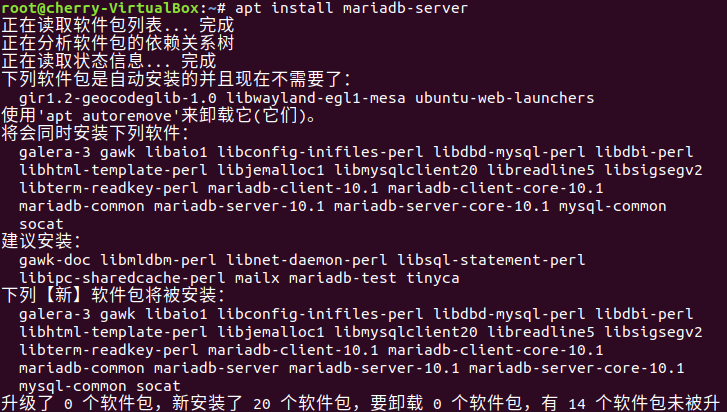 root@cherry-VirtualBox:~# apt install mariadb-server
正在读取软件包列表... 完成
正在分析软件包的依赖关系树
正在读取状态信息... 完成
下列软件包是自动安装的并且现在不需要了：
  gir1.2-geocodeglib-1.0 libwayland-egl1-mesa ubuntu-web-launchers
使用'apt autoremove'来卸载它(它们)。
将会同时安装下列软件：
  galera-3 gawk libaio1 libconfig-inifiles-perl libdbd-mysql-perl libdbi-perl
  libhtml-template-perl libjemalloc1 libmysqlclient20 libreadline5 libsigsegv2
  libterm-readkey-perl mariadb-client-10.1 mariadb-client-core-10.1
  mariadb-common mariadb-server-10.1 mariadb-server-core-10.1 mysql-common
  socat
建议安装：
  gawk-doc libmldbm-perl libnet-daemon-perl libsql-statement-perl
  libipc-sharedcache-perl mailx mariadb-test tinyca
下列【新】软件包将被安装：
  galera-3 gawk libaio1 libconfig-inifiles-perl libdbd-mysql-perl libdbi-perl
  libhtml-template-perl libjemalloc1 libmysqlclient20 libreadline5 libsigsegv2
  libterm-readkey-perl mariadb-client-10.1 mariadb-client-core-10.1
  mariadb-common mariadb-server mariadb-server-10.1 mariadb-server-core-10.1
  mysql-common socat
升级了 0 个软件包，新安装了 20 个软件包，要卸载 0 个软件包，有 14 个软件包未被升